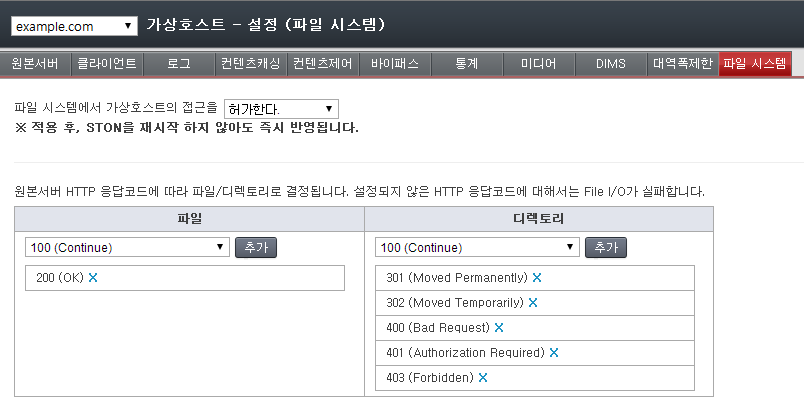 example.com 가상호스트 - 설정 (파일 시스템)
원본서버 클라이언트 로그 컨텐츠캐싱 컨텐츠제어 바이패스 통계 미디어 DIMS 대역폭제한 파일 시스템
파일 시스템에서 가상호스트의 접근을 허가한다.
※ 적용 후, STON을 재시작 하지 않아도 즉시 반영됩니다.
원본서버 HTTP 응답코드에 따라 파일/디렉토리로 결정됩니다. 설정되지 않은 HTTP 응답코드에 대해서는 File I/O가 실패합니다.
파일 디렉토리
100 (Continue) 추가 100 (Continue) 추가
200 (OK) X 301 (Moved Permanently) X
302 (Moved Temporarily) X
400 (Bad Request) X
401 (Authorization Required) X
403 (Forbidden) X